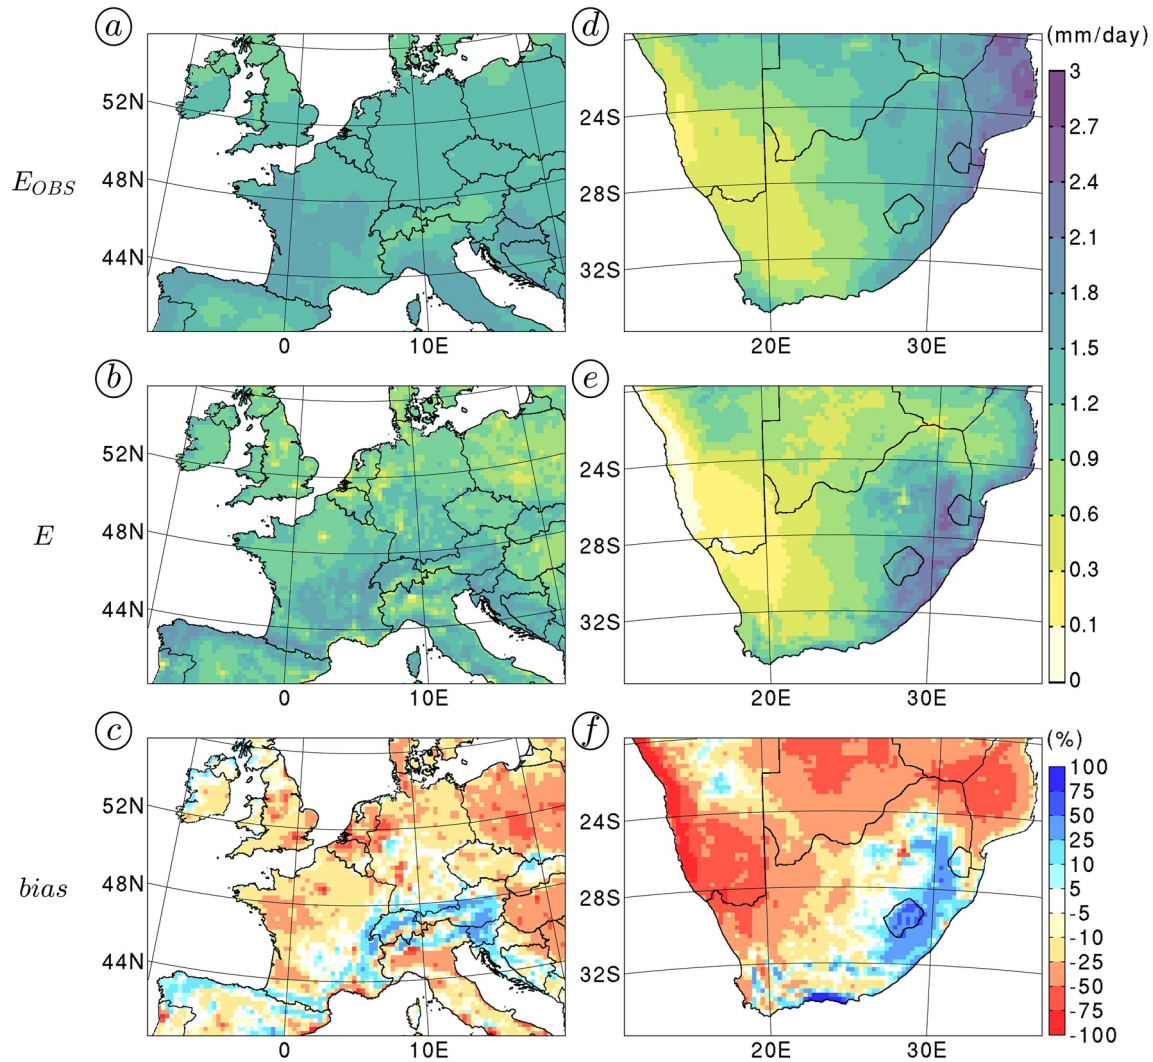 a
d
(mm/day)
E_OBS
52N
48N
44N
0
10E
24S
28S
32S
20E
30E
3
2.7
2.4
2.1
1.8
1.5
1.2
0.9
0.6
0.3
0.1
0
b
e
E
52N
48N
44N
0
10E
24S
28S
32S
20E
30E
c
f
(%)
bias
52N
48N
44N
0
10E
24S
28S
32S
20E
30E
100
75
50
25
10
5
-5
-10
-25
-50
-75
-100